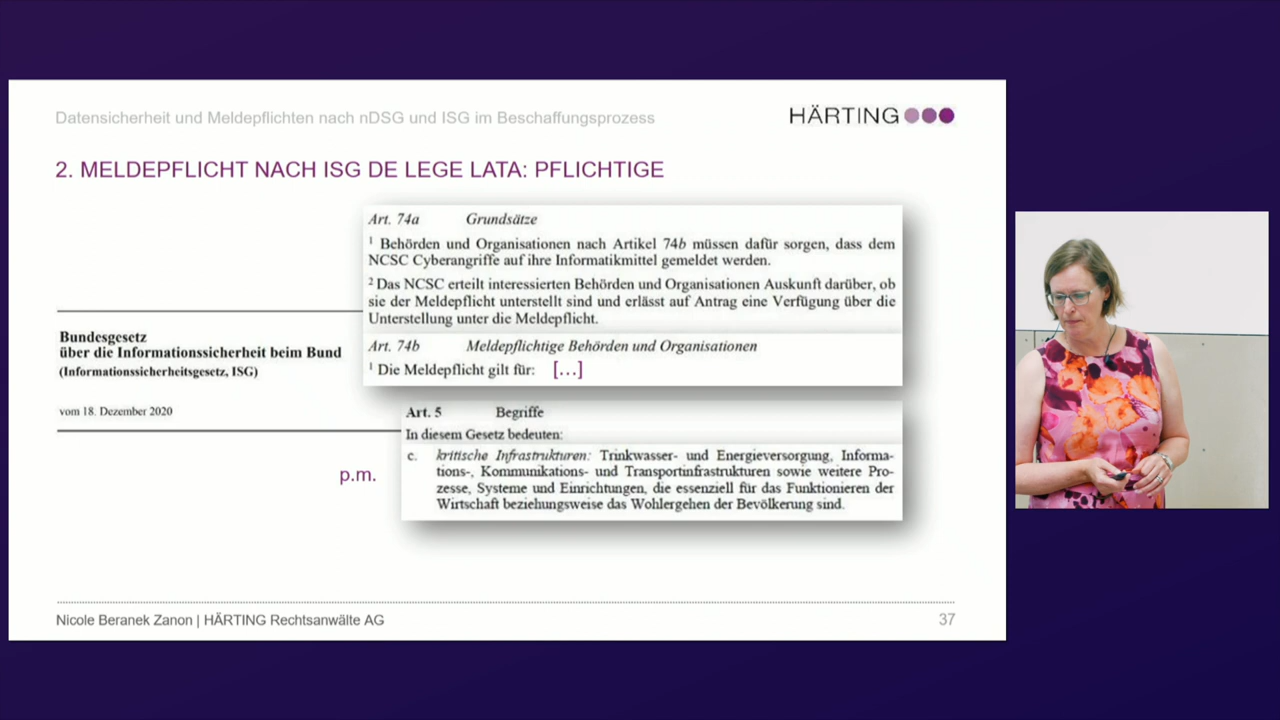 Datensicherheit und Meldepflichten nach nDSG und ISG im Beschaffungsprozess
HÄRTING
2. MELDEPFLICHT NACH ISG DE LEGE LATA: PFLICHTIGE
Art. 74a Grundsätze
1 Behörden und Organisationen nach Artikel 74b müssen dafür sorgen, dass dem
NCSC Cyberangriffe auf ihre Informatikmittel gemeldet werden.
2 Das NCSC erteilt interessierten Behörden und Organisationen Auskunft darüber, ob
sie der Meldepflicht unterstellt sind und erlässt auf Antrag eine Verfügung über die
Unterstellung unter die Meldepflicht.
Art. 74b Meldepflichtige Behörden und Organisationen
1 Die Meldepflicht gilt für: [...]
Bundesgesetz
über die Informationssicherheit beim Bund
(Informationssicherheitsgesetz, ISG)
vom 18. Dezember 2020
p.m.
Art. 5 Begriffe
In diesem Gesetz bedeuten:
c. kritische Infrastrukturen: Trinkwasser- und Energieversorgung, Informa-
tions-, Kommunikations- und Transportinfrastrukturen sowie weitere Pro-
zesse, Systeme und Einrichtungen, die essenziell für das Funktionieren der
Wirtschaft beziehungsweise das Wohlergehen der Bevölkerung sind.
Nicole Beranek Zanon | HÄRTING Rechtsanwälte AG
37